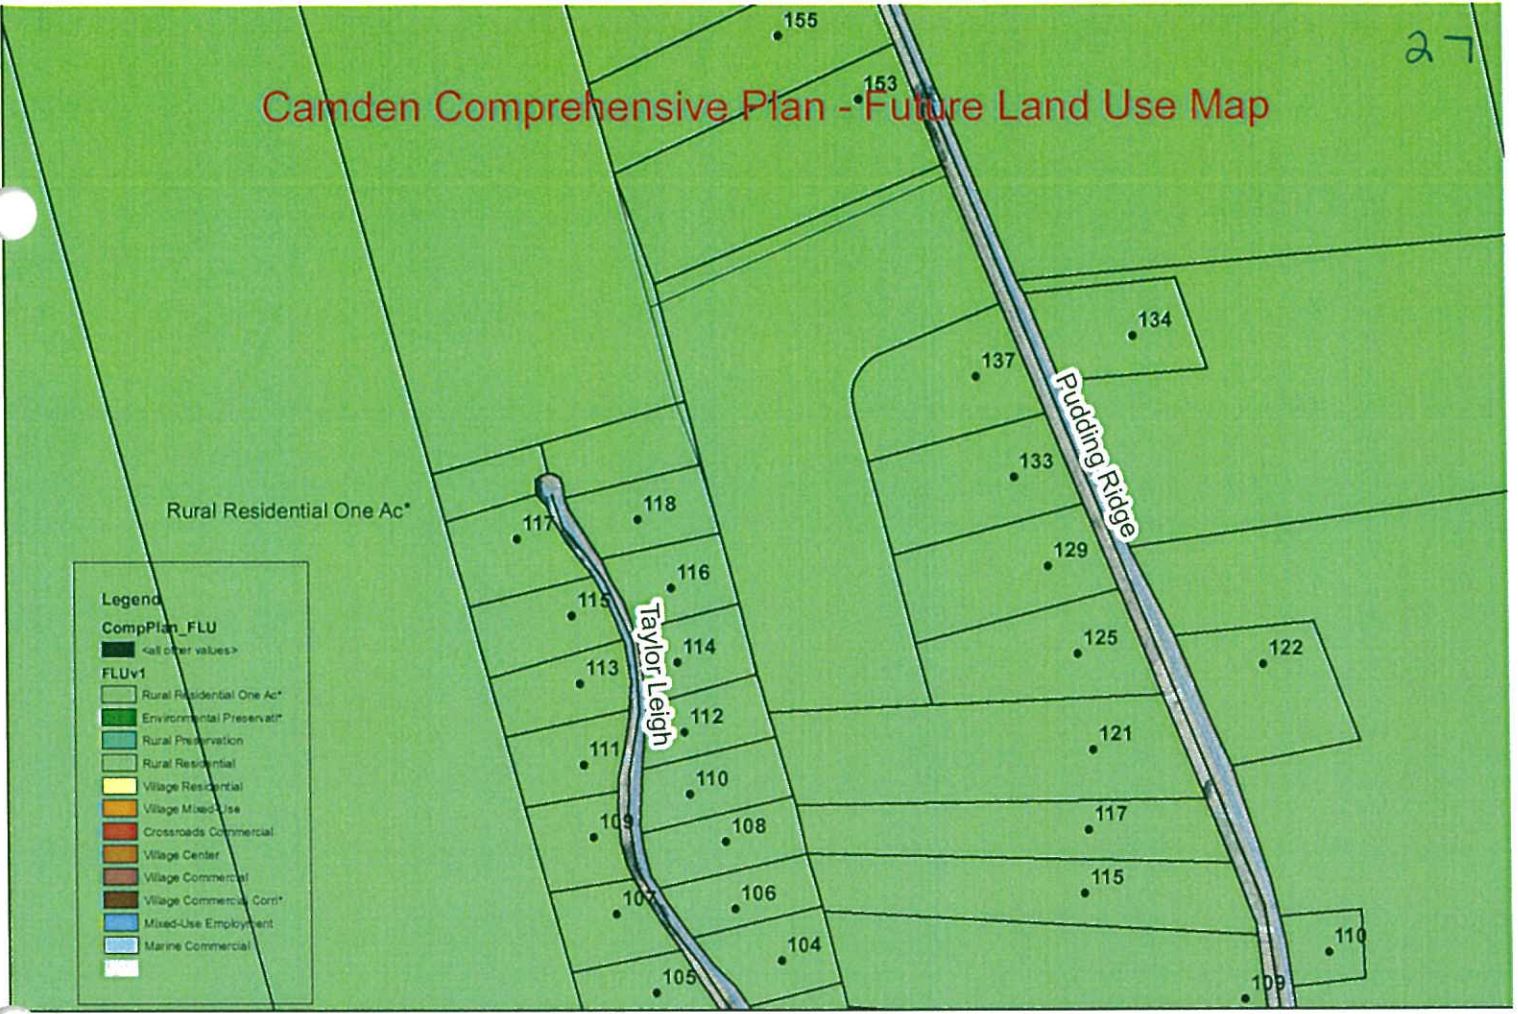 27
Camden Comprehensive Plan - Future Land Use Map
155
153
134
137
133
129
125
122
121
117
115
110
109
Pudding Ridge
118
117
116
115
114
113
112
111
110
109
108
107
106
105
104
Taylor Leigh
Rural Residential One Ac*
Legend
CompPlan_FLU
<all other values>
FLUv1
Rural Residential One Ac*
Environmental Preservati*
Rural Preservation
Rural Residential
Village Residential
Village Mixed-Use
Crossroads Commercial
Village Center
Village Commercial
Village Commercial Corri*
Mixed-Use Employment
Marine Commercial